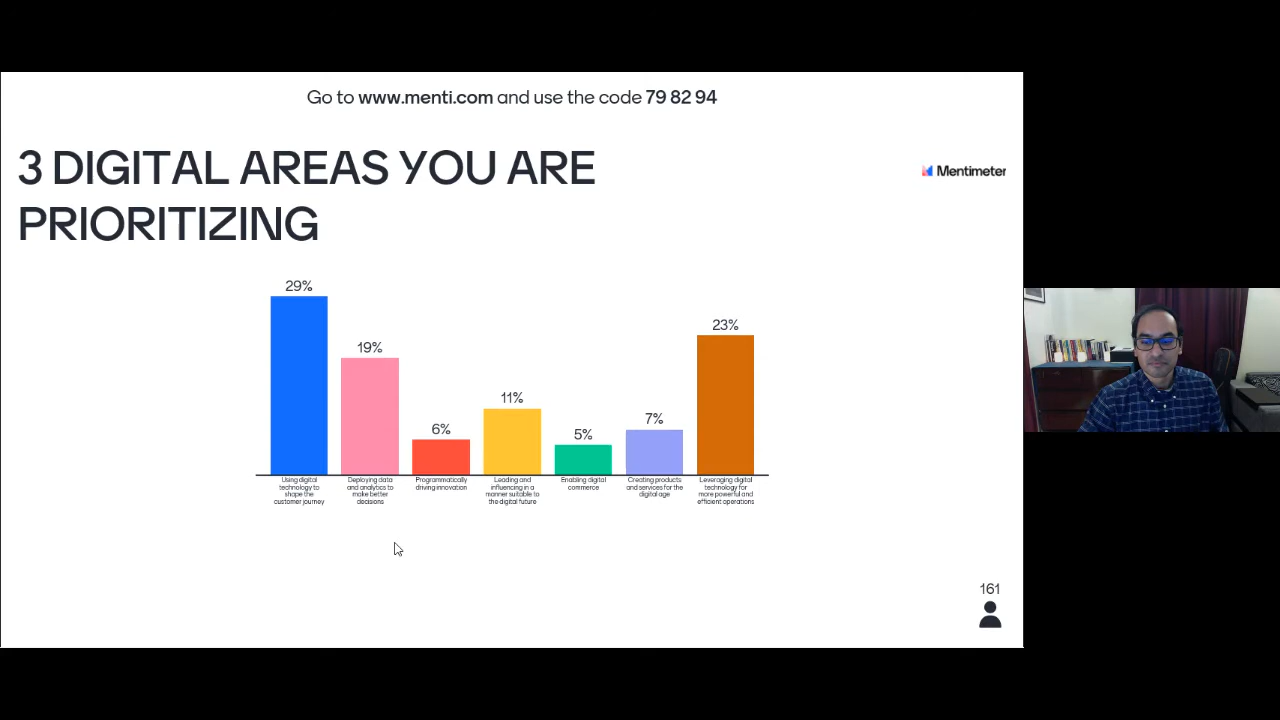 Go to www.menti.com and use the code 79 82 94
3 DIGITAL AREAS YOU ARE
PRIORITIZING
Mentimeter
29%
19%
6%
11%
5%
7%
23%
Using digital
technology to
shape the
customer journey
Deploying data
and analytics to
make better
decisions
Programmatically
driving innovation
Leading and
influencing in a
manner suitable to
the digital future
Enabling digital
commerce
Creating products
and services for the
digital age
Leveraging digital
technology for
more powerful and
efficient operations
161